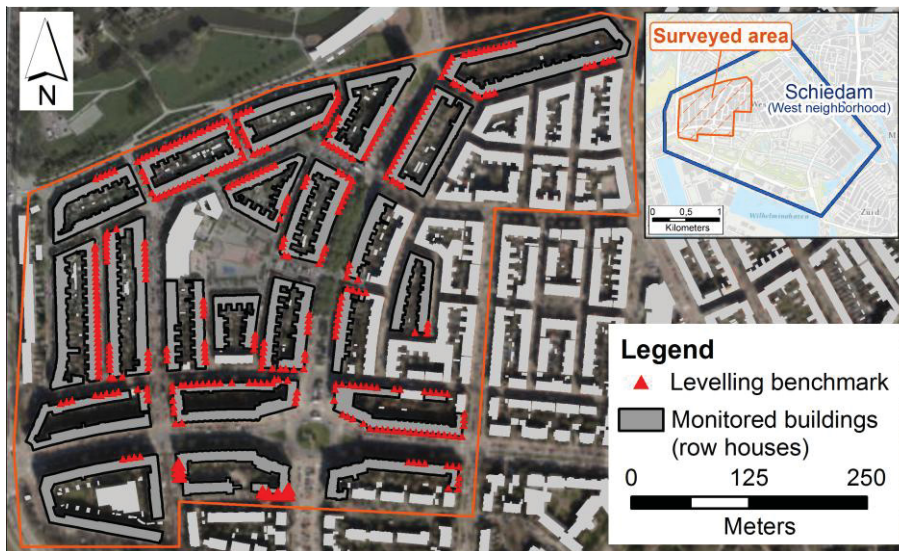 N
Surveyed area
Schiedam
(West neighborhood)
0 0,5 1
Kilometers
Wilhelminahaven
Zuid
Legend
Levelling benchmark
Monitored buildings
(row houses)
0 125 250
Meters